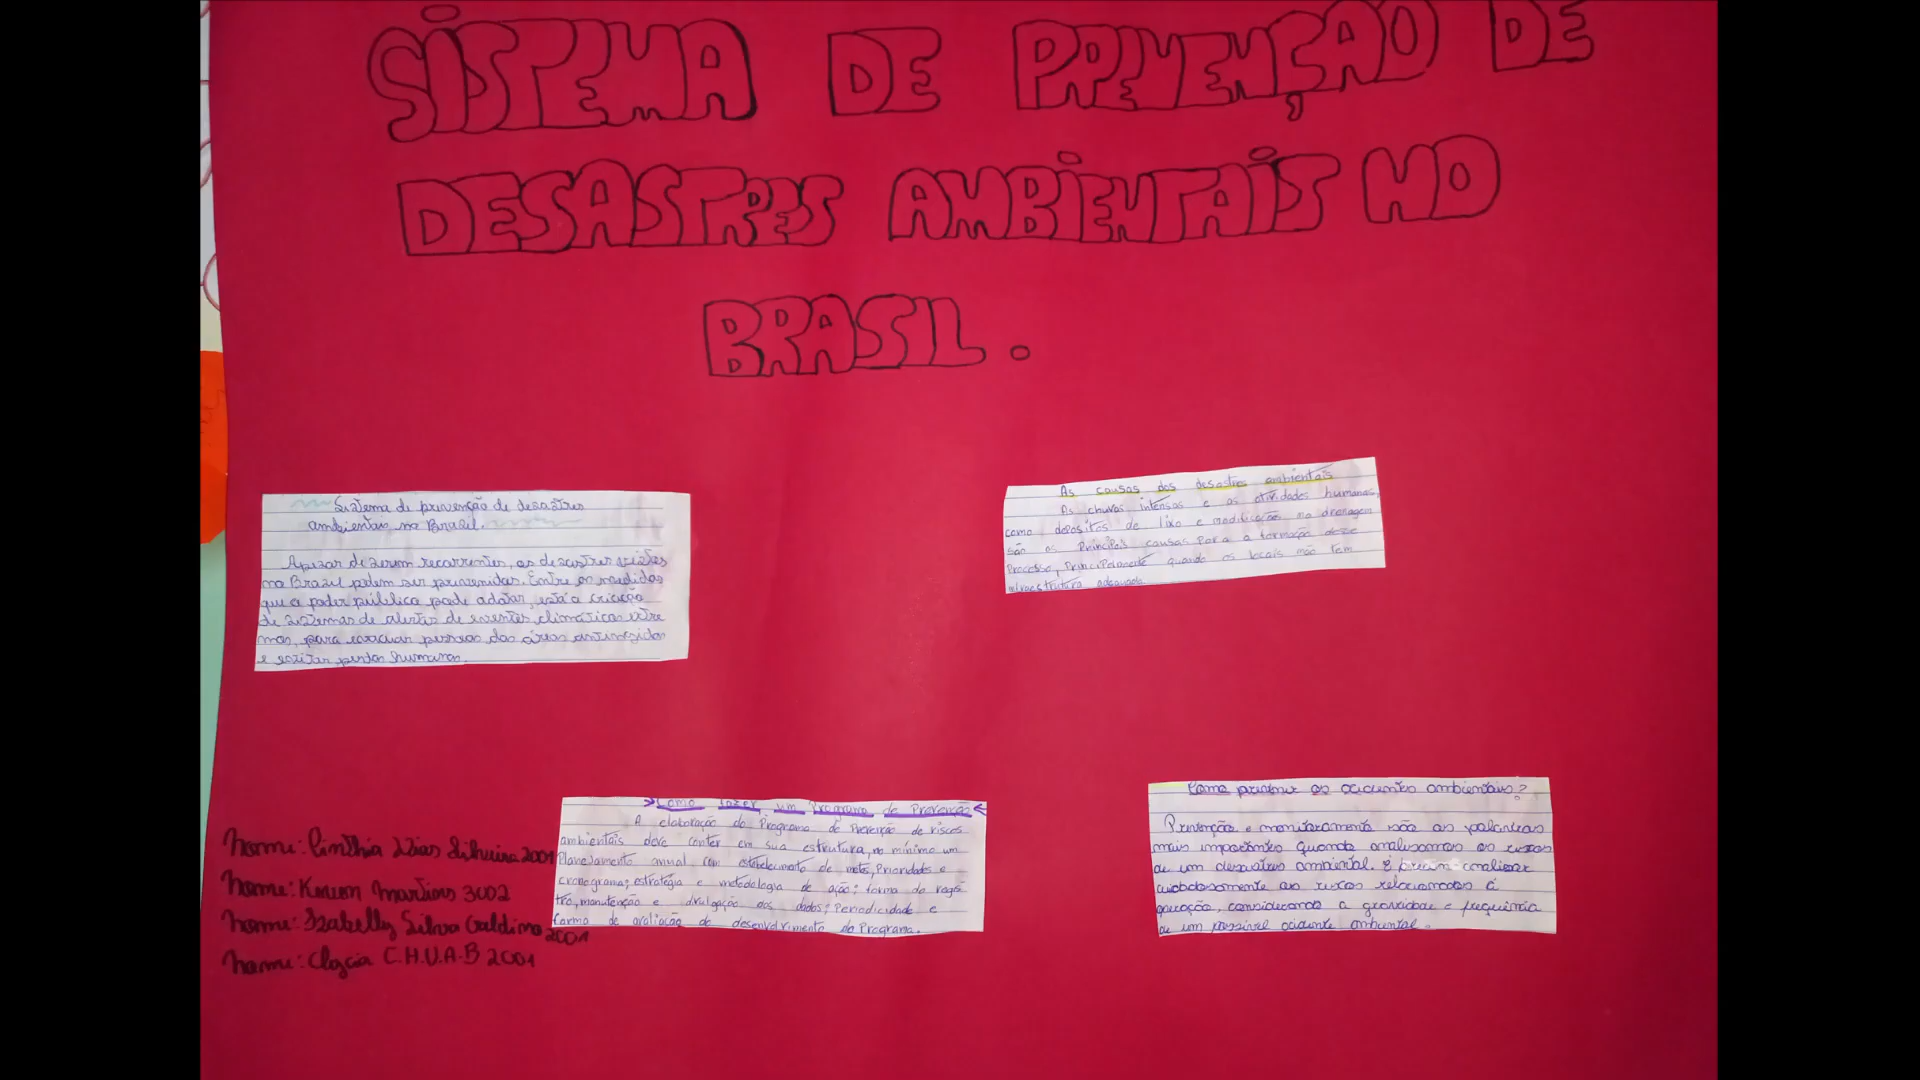 SISTEMA DE PREVENÇÃO DE
DESASTRES AMBIENTAIS NO
BRASIL.
Sistema de prevenção de desastres
ambientais no Brasil.
Apesar de serem recorrentes, os desastres
no Brasil podem ser prevenidos. Entre as medidas
que o poder público pode adotar, está a criação
de sistemas de alertas de eventos climáticos extre
mos, para evacuar pessoas das áreas
e evitar perdas humanas.
As causas dos desastres ambientais
As chuvas intensas e as atividades humanas,
como depósitos de lixo e modificações na drenagem
são as principais causas para a formação desse
Processo, Principalmente quando os locais não tem
infraestrutura adequada.
Como fazer um Programa de Prevenção
A elaboração do Programa de Prevenção de riscos
ambientais deve conter em sua estrutura, no mínimo um
Planejamento anual com estabelecimento de metas, Prioridades e
cronograma; estratégia e metodologia de ação; forma do regis
tro, manutenção e divulgação dos dados; Periodicidade e
forma de avaliação do desenvolvimento do Programa.
Como prevenir os acidentes ambientais?
Prevenção e monitoramento são as palavras
mais importantes quando analisamos os riscos
de um desastre ambiental. É preciso analisar
cuidadosamente os riscos relacionados à
operação, considerando a gravidade e frequência
de um possível acidente ambiental.
Nome: Cinthia Dias Silveira 2001
Nome: Martins 3002
Nome: Izabelly Silva Galdino 2001
Nome: C.H.V.A.B 2001